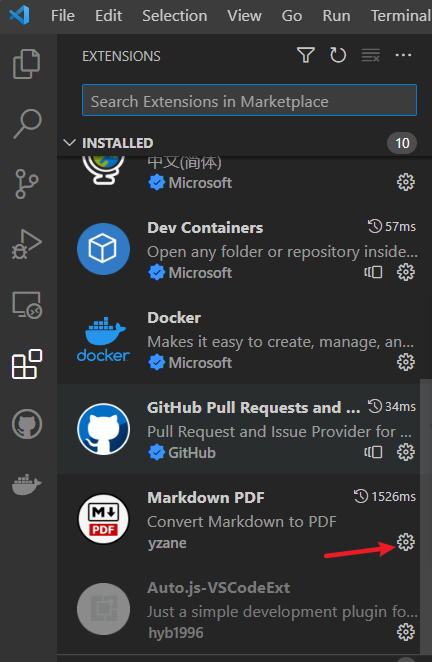 File Edit Selection View Go Run Terminal
EXTENSIONS
Search Extensions in Marketplace
INSTALLED 10
中文(简体)
Microsoft
Dev Containers 57ms
Open any folder or repository inside...
Microsoft
Docker
Makes it easy to create, manage, an...
docker
Microsoft
GitHub Pull Requests and ... 34ms
Pull Request and Issue Provider for ...
GitHub
Markdown PDF 1526ms
M
PDF
Convert Markdown to PDF
yzane
Auto.js-VSCodeExt
Just a simple development plugin fo...
hyb1996